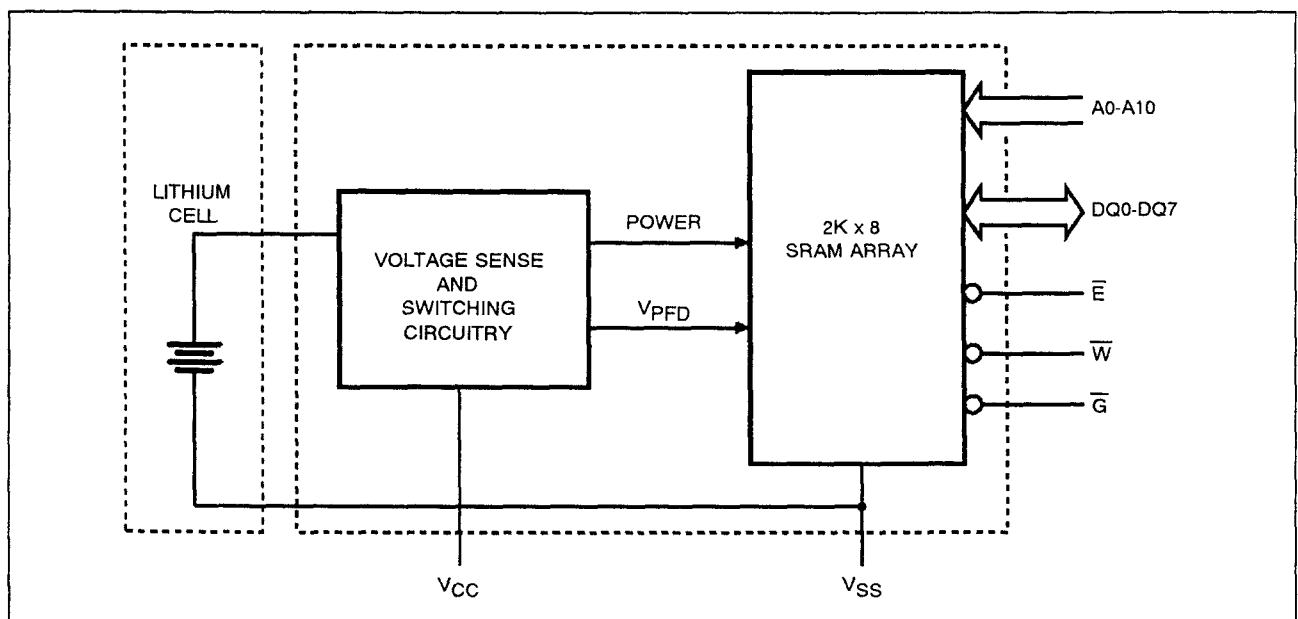 LITHIUM
CELL
VOLTAGE SENSE
AND
SWITCHING
CIRCUITRY
POWER
VPFD
2K x 8
SRAM ARRAY
A0-A10
DQ0-DQ7
E̅
W̅
G̅
VCC
VSS